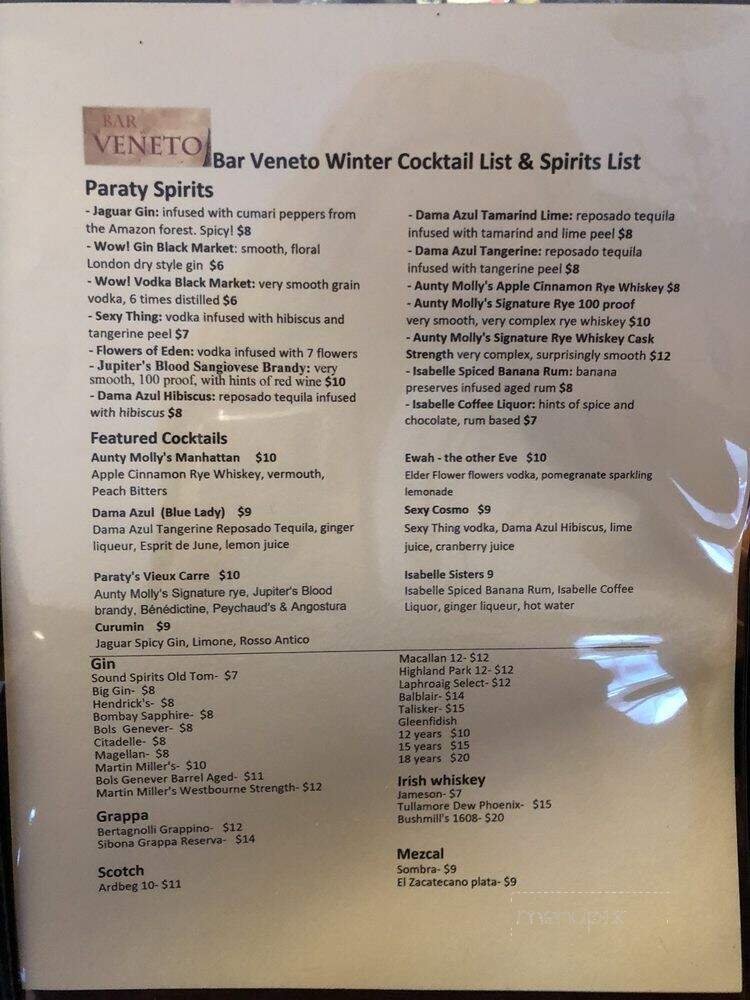 BAR
VENETO
Bar Veneto Winter Cocktail List & Spirits List
Paraty Spirits
- Jaguar Gin: infused with cumari peppers from
the Amazon forest. Spicy! $8
- Wow! Gin Black Market: smooth, floral
London dry style gin $6
- Wow! Vodka Black Market: very smooth grain
vodka, 6 times distilled $6
- Sexy Thing: vodka infused with hibiscus and
tangerine peel $7
- Flowers of Eden: vodka infused with 7 flowers
- Jupiter's Blood Sangiovese Brandy: very
smooth, 100 proof, with hints of red wine $10
- Dama Azul Hibiscus: reposado tequila infused
with hibiscus $8
- Dama Azul Tamarind Lime: reposado tequila
infused with tamarind and lime peel $8
- Dama Azul Tangerine: reposado tequila
infused with tangerine peel $8
- Aunty Molly's Apple Cinnamon Rye Whiskey $8
- Aunty Molly's Signature Rye 100 proof
very smooth, very complex rye whiskey $10
- Aunty Molly's Signature Rye Whiskey Cask
Strength very complex, surprisingly smooth $12
- Isabelle Spiced Banana Rum: banana
preserves infused aged rum $8
- Isabelle Coffee Liquor: hints of spice and
chocolate, rum based $7
Featured Cocktails
Aunty Molly's Manhattan $10
Apple Cinnamon Rye Whiskey, vermouth,
Peach Bitters
Dama Azul (Blue Lady) $9
Dama Azul Tangerine Reposado Tequila, ginger
liqueur, Esprit de June, lemon juice
Paraty's Vieux Carre $10
Aunty Molly's Signature rye, Jupiter's Blood
brandy, Bénédictine, Peychaud's & Angostura
Curumin $9
Jaguar Spicy Gin, Limone, Rosso Antico
Ewah - the other Eve $10
Elder Flower flowers vodka, pomegranate sparkling
lemonade
Sexy Cosmo $9
Sexy Thing vodka, Dama Azul Hibiscus, lime
juice, cranberry juice
Isabelle Sisters 9
Isabelle Spiced Banana Rum, Isabelle Coffee
Liquor, ginger liqueur, hot water
Gin
Sound Spirits Old Tom- $7
Big Gin- $8
Hendrick's- $8
Bombay Sapphire- $8
Bols Genever- $8
Citadelle- $8
Magellan- $8
Martin Miller's- $10
Bols Genever Barrel Aged- $11
Martin Miller's Westbourne Strength- $12
Grappa
Bertagnolli Grappino- $12
Sibona Grappa Reserva- $14
Scotch
Ardbeg 10- $11
Macallan 12- $12
Highland Park 12- $12
Laphroaig Select- $12
Balblair- $14
Talisker- $15
Gleenfidish
12 years $10
15 years $15
18 years $20
Irish whiskey
Jameson- $7
Tullamore Dew Phoenix- $15
Bushmill's 1608- $20
Mezcal
Sombra- $9
El Zacatecano plata- $9
menupix